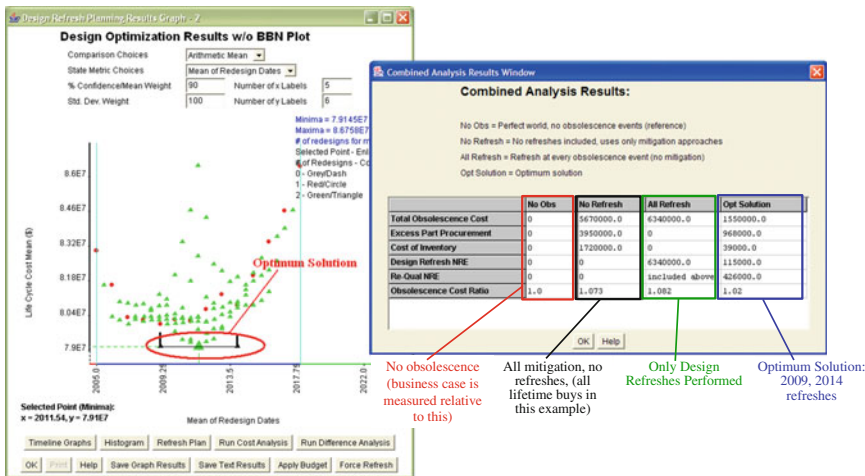 Design Refresh Planning Results Graph - 2
Design Optimization Results w/o BBN Plot
Comparison Choices Arithmetic Mean
State Metric Choices Mean of Redesign Dates
% Confidence/Mean Weight 90 Number of x Labels 5
Std. Dev. Weight 100 Number of y Labels 6
Minima = 7.9145E7
Maxima = 8.6758E7
# of redesigns for m
Selected Point - Enl
# of Redesigns - Co
0 - Grey/Dash
1 - Red/Circle
2 - Green/Triangle
Life Cycle Cost Mean ($)
8.6E7
8.46E7
8.32E7
8.18E7
8.04E7
7.9E7
Optimum Solutiom
2005.0
2009.25
2013.5
2017.75
2022.0
Selected Point (Minima):
x = 2011.54, y = 7.91E7
Mean of Redesign Dates
Timeline Graphs Histogram Refresh Plan Run Cost Analysis Run Difference Analysis
OK Print Help Save Graph Results Save Text Results Apply Budget Force Refresh
Combined Analysis Results Window
Combined Analysis Results:
No Obs = Perfect world, no obsolescence events (reference)
No Refresh = No refreshes included, uses only mitigation approaches
All Refresh = Refresh at every obsolescence event (no mitigation)
Opt Solution = Optimum solution
No Obs No Refresh All Refresh Opt Solution
Total Obsolescence Cost 0 5670000.0 6340000.0 1550000.0
Excess Part Procurement 0 3950000.0 0 968000.0
Cost of Inventory 0 1720000.0 0 39000.0
Design Refresh NRE 0 0 6340000.0 115000.0
Re-Qual NRE 0 0 included above 426000.0
Obsolescence Cost Ratio 1.0 1.073 1.082 1.02
OK Help
No obsolescence
(business case is
measured relative
to this)
All mitigation, no
refreshes, (all
lifetime buys in
this example)
Only Design
Refreshes Performed
Optimum Solution:
2009, 2014
refreshes